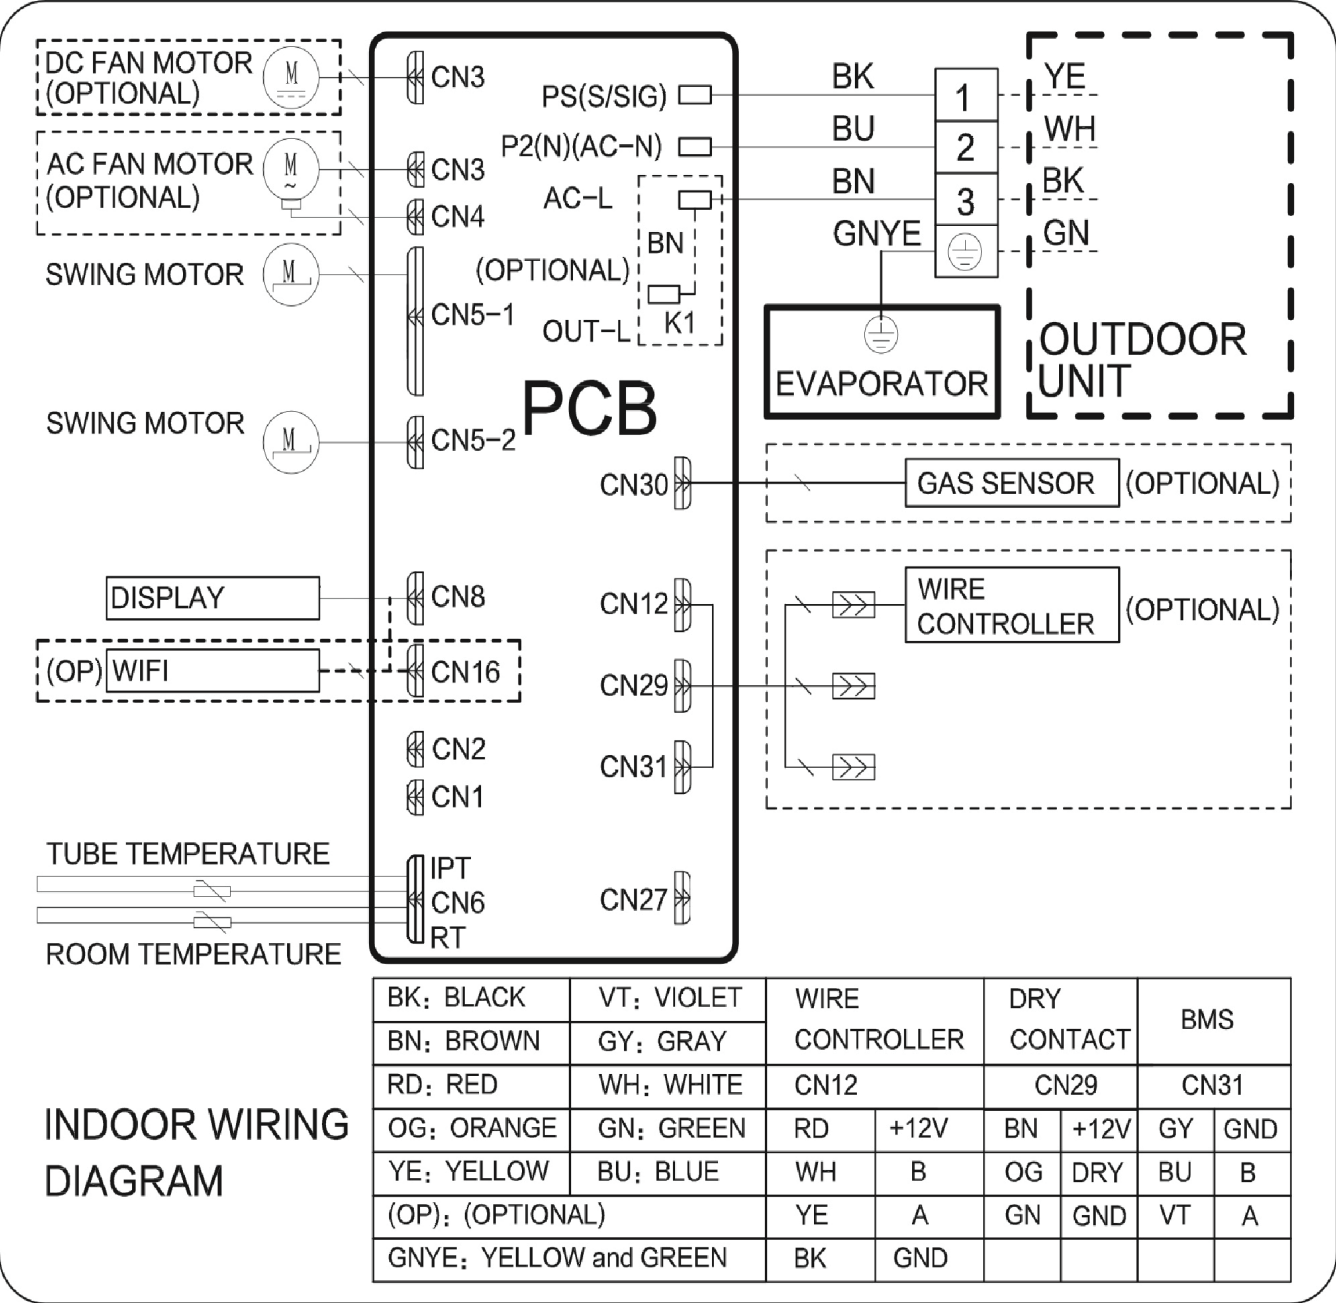 DC FAN MOTOR
(OPTIONAL)
M
CN3
AC FAN MOTOR
(OPTIONAL)
M
~
CN3
CN4
SWING MOTOR
M
CN5-1
SWING MOTOR
M
CN5-2
DISPLAY
CN8
(OP) WIFI
CN16
CN2
CN1
TUBE TEMPERATURE
IPT
CN6
RT
ROOM TEMPERATURE
PS(S/SIG)
P2(N)(AC-N)
AC-L
BN
(OPTIONAL)
OUT-L
K1
PCB
CN30
CN12
CN29
CN31
CN27
BK 1 YE
BU 2 WH
BN 3 BK
GNYE GN
EVAPORATOR
OUTDOOR
UNIT
GAS SENSOR (OPTIONAL)
WIRE
CONTROLLER
(OPTIONAL)
INDOOR WIRING
DIAGRAM
BK: BLACK VT: VIOLET
BN: BROWN GY: GRAY
RD: RED WH: WHITE
OG: ORANGE GN: GREEN
YE: YELLOW BU: BLUE
(OP): (OPTIONAL)
GNYE: YELLOW and GREEN
WIRE
CONTROLLER
DRY
CONTACT
BMS
CN12 CN29 CN31
RD +12V BN +12V GY GND
WH B OG DRY BU B
YE A GN GND VT A
BK GND